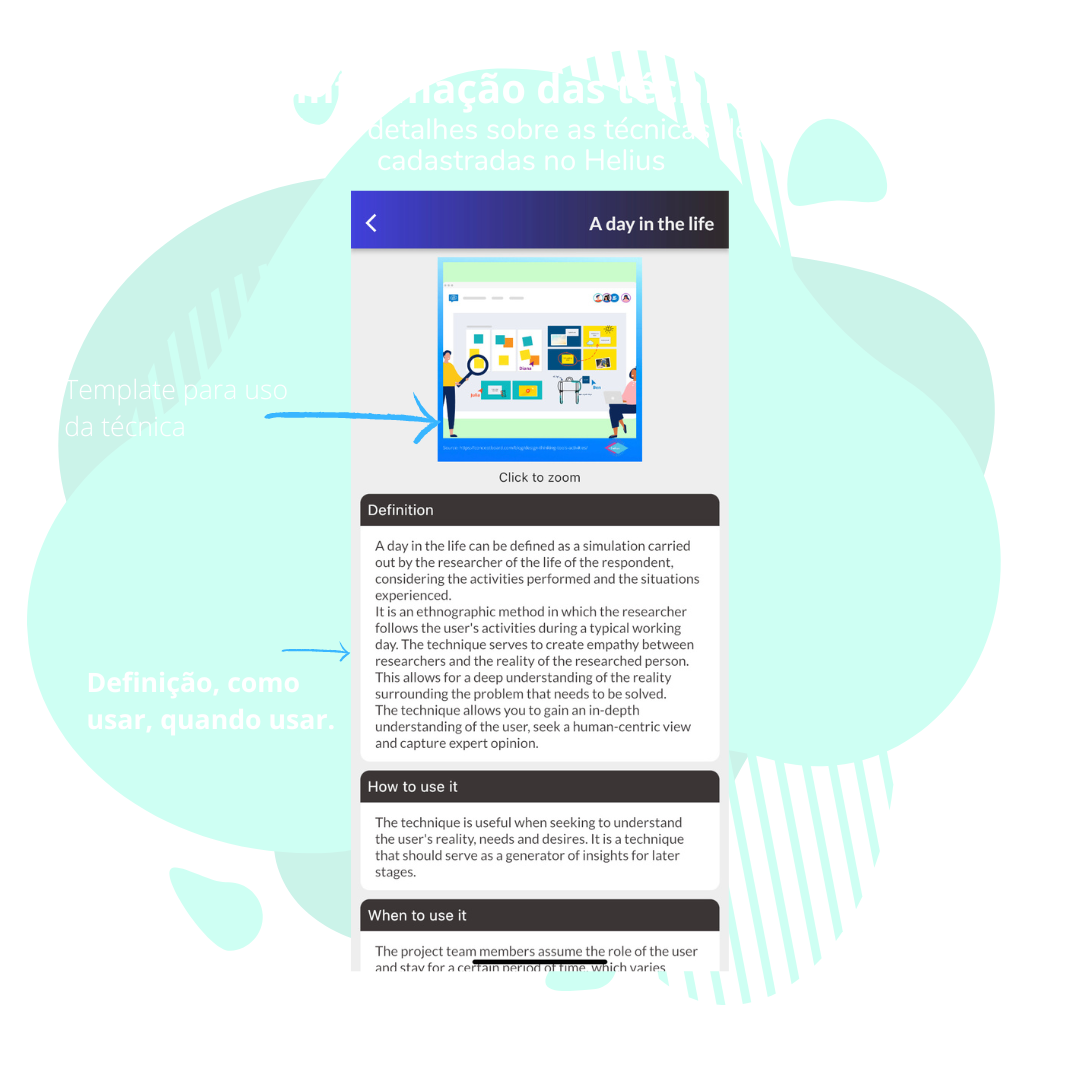 Informação das téc
detalhes sobre as técnicas de
cadastradas no Helius
A day in the life
Drama
Julia
Template para uso
da técnica
Click to zoom
Definition
A day in the life can be defined as a simulation carried
out by the researcher of the life of the respondent,
considering the activities performed and the situations
experienced.
It is an ethnographic method in which the researcher
follows the user's activities during a typical working
day. The technique serves to create empathy between
researchers and the reality of the researched person.
This allows for a deep understanding of the reality
surrounding the problem that needs to be solved.
The technique allows you to gain an in-depth
understanding of the user, seek a human-centric view
and capture expert opinion.
Definição, como
usar, quando usar.
How to use it
The technique is useful when seeking to understand
the user's reality, needs and desires. It is a technique
that should serve as a generator of insights for later
stages.
When to use it
The project team members assume the role of the user
and stay for a certain period of time, which varies